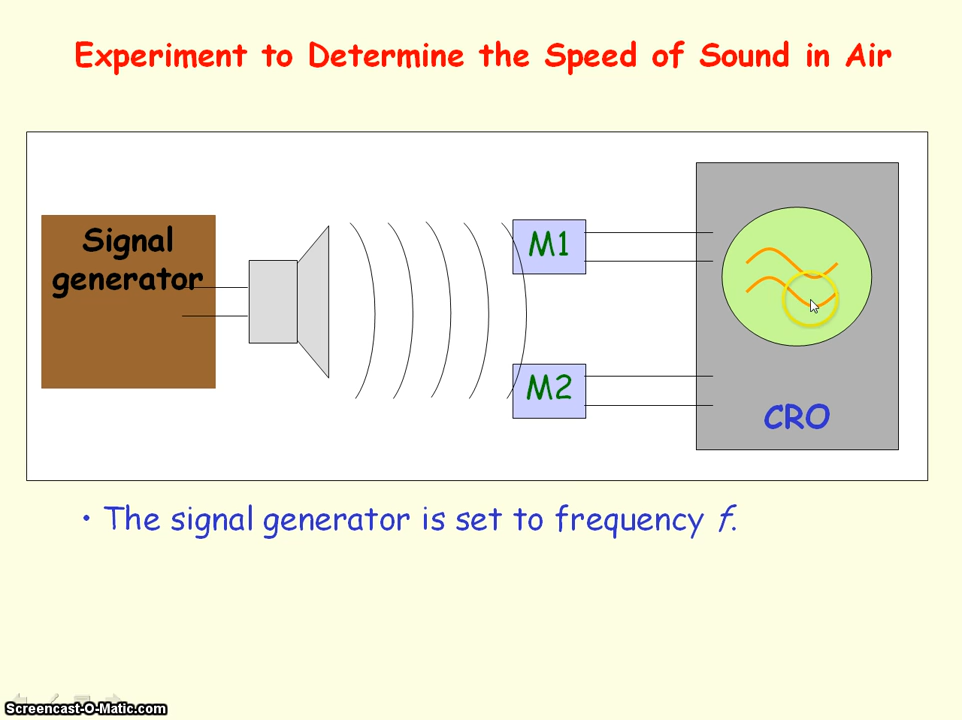 Experiment to Determine the Speed of Sound in Air
Signal
generator
M1
M2
CRO
• The signal generator is set to frequency f.
Screencast-O-Matic.com